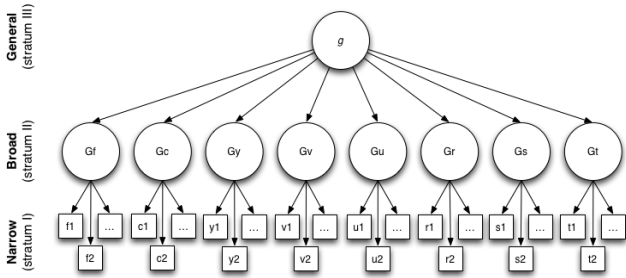 General
(stratum III)
g
Broad
(stratum II)
Gf Gc Gy Gv Gu Gr Gs Gt
Narrow
(stratum I)
f1 ... c1 ... y1 ... v1 ... u1 ... r1 ... s1 ... t1 ...
f2 c2 y2 v2 u2 r2 s2 t2